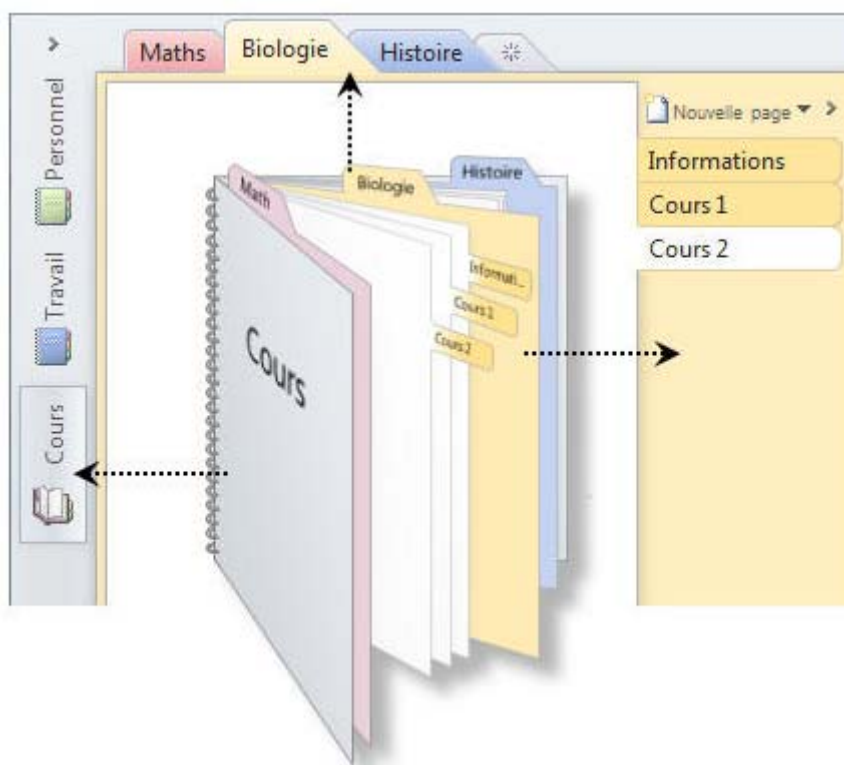 Maths
Biologie
Histoire
Personnel
Travail
Cours
Nouvelle page
Informations
Cours 1
Cours 2
Math
Biologie
Histoire
Informati...
Cours 1
Cours 2
Cours